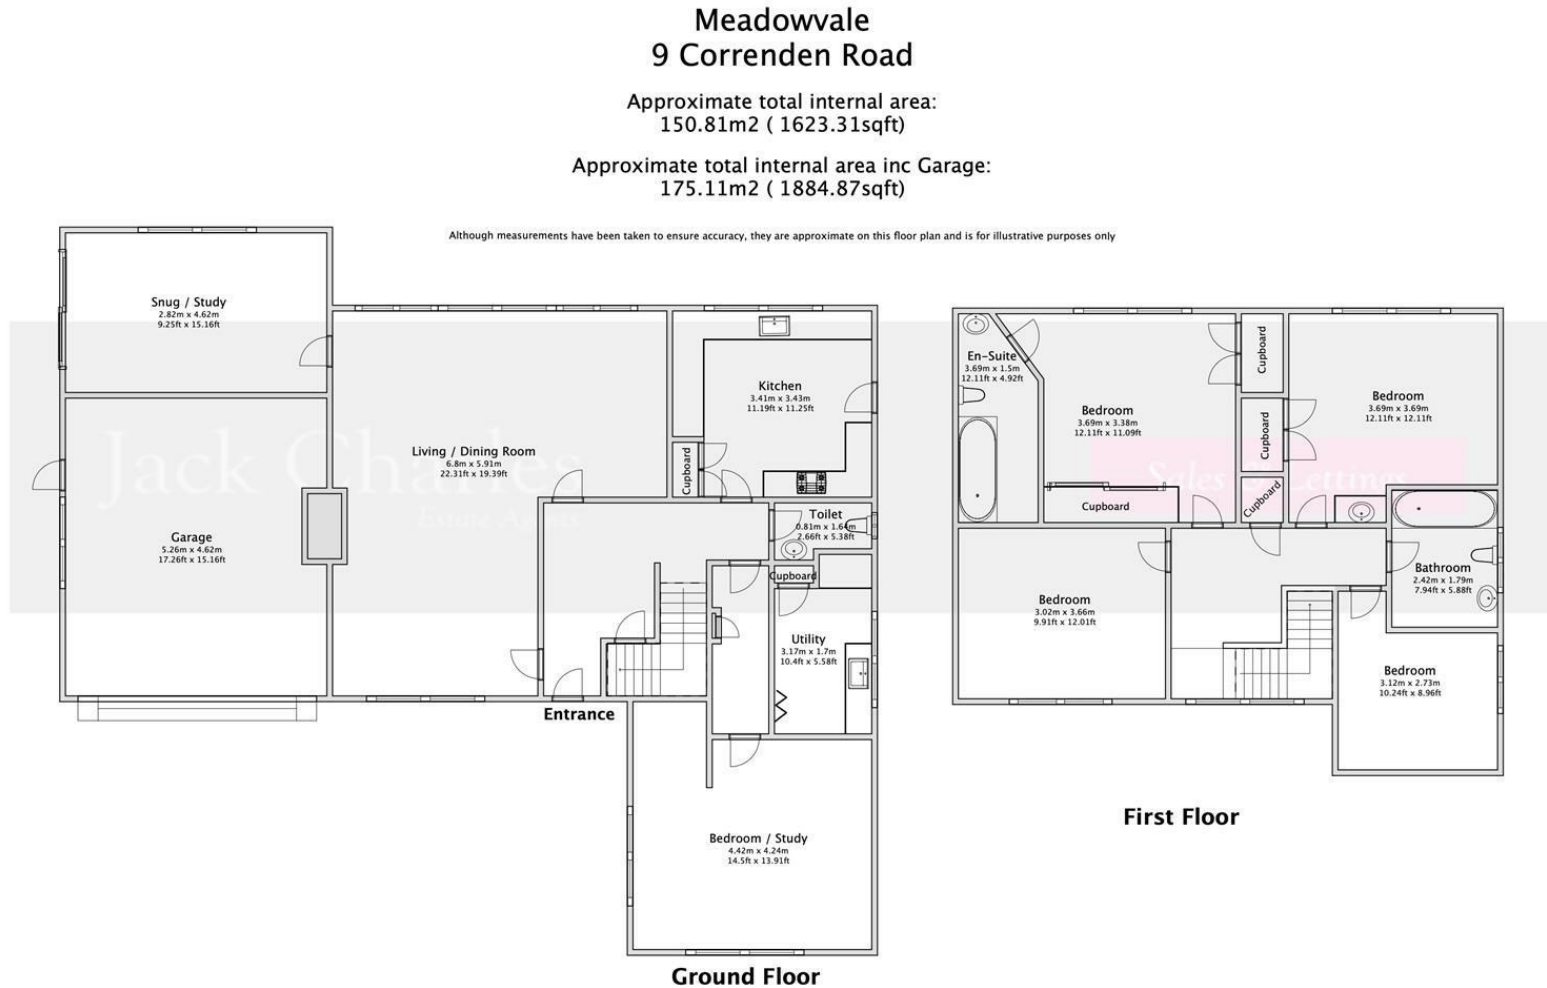 Meadowvale
9 Correnden Road
Approximate total internal area:
150.81m2 ( 1623.31sqft)
Approximate total internal area inc Garage:
175.11m2 ( 1884.87sqft)
Although measurements have been taken to ensure accuracy, they are approximate on this floor plan and is for illustrative purposes only
Snug / Study
2.82m x 4.62m
9.25ft x 15.16ft
Kitchen
3.41m x 3.43m
11.19ft x 11.25ft
Living / Dining Room
6.8m x 5.91m
22.31ft x 19.39ft
Cupboard
Jack Charles
Estate Agents
Garage
5.26m x 4.62m
17.26ft x 15.16ft
Toilet
0.81m x 1.64m
2.66ft x 5.38ft
Cupboard
Utility
3.17m x 1.7m
10.4ft x 5.58ft
Entrance
Bedroom / Study
4.42m x 4.24m
14.5ft x 13.91ft
Ground Floor
En-Suite
3.69m x 1.5m
12.11ft x 4.92ft
Bedroom
3.69m x 3.38m
12.11ft x 11.09ft
Cupboard
Cupboard
Bedroom
3.69m x 3.69m
12.11ft x 12.11ft
Sales & Lettings
Cupboard
Cupboard
Bedroom
3.02m x 3.66m
9.91ft x 12.01ft
Bathroom
2.42m x 1.79m
7.94ft x 5.88ft
Bedroom
3.12m x 2.73m
10.24ft x 8.96ft
First Floor